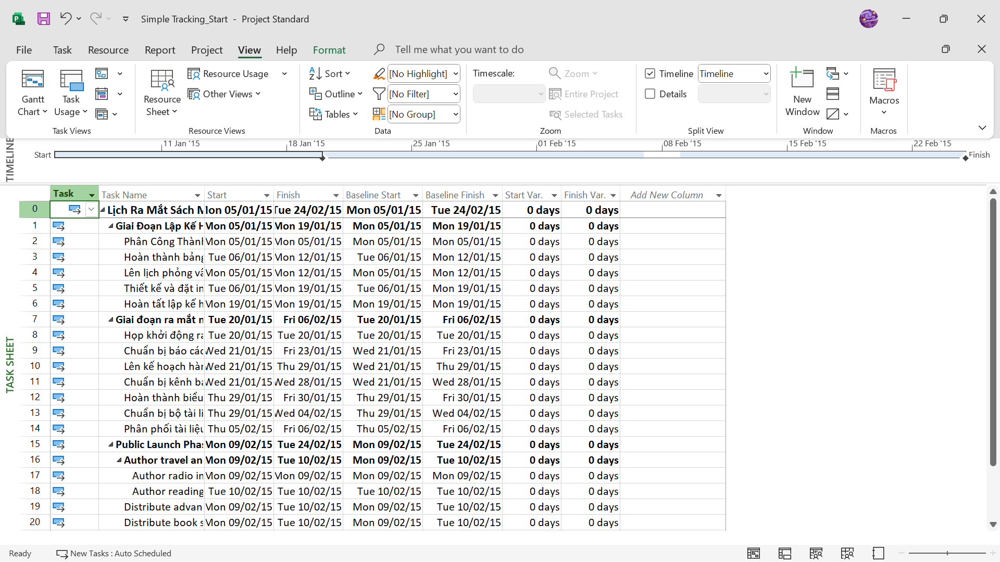 Simple Tracking_Start - Project Standard
File Task Resource Report Project View Help Format Tell me what you want to do
Gantt Chart
Task Usage
Task Views
Resource Sheet
Resource Usage
Other Views
Resource Views
Sort
Outline
Tables
[No Highlight]
[No Filter]
[No Group]
Data
Timescale:
Zoom
Entire Project
Selected Tasks
Zoom
Timeline Timeline
Details
Split View
New Window
Window
Macros
Macros
TIMELINE
11 Jan '15 18 Jan '15 25 Jan '15 01 Feb '15 08 Feb '15 15 Feb '15 22 Feb '15
Start Finish
TASK SHEET
Task Task Name Start Finish Baseline Start Baseline Finish Start Var. Finish Var. Add New Column
0 Lịch Ra Mắt Sách Mon 05/01/15 Tue 24/02/15 Mon 05/01/15 Tue 24/02/15 0 days 0 days
1 Giai Đoạn Lập Kế Mon 05/01/15 Mon 19/01/15 Mon 05/01/15 Mon 19/01/15 0 days 0 days
2 Phân Công Thành Mon 05/01/15 Mon 05/01/15 Mon 05/01/15 Mon 05/01/15 0 days 0 days
3 Hoàn thành bảng Tue 06/01/15 Mon 12/01/15 Tue 06/01/15 Mon 12/01/15 0 days 0 days
4 Lên lịch phỏng vấ Mon 05/01/15 Mon 12/01/15 Mon 05/01/15 Mon 12/01/15 0 days 0 days
5 Thiết kế và đặt in Tue 06/01/15 Mon 19/01/15 Tue 06/01/15 Mon 19/01/15 0 days 0 days
6 Hoàn tất lập kế h Mon 19/01/15 Mon 19/01/15 Mon 19/01/15 Mon 19/01/15 0 days 0 days
7 Giai đoạn ra mắt n Tue 20/01/15 Fri 06/02/15 Tue 20/01/15 Fri 06/02/15 0 days 0 days
8 Họp khởi động ra Tue 20/01/15 Tue 20/01/15 Tue 20/01/15 Tue 20/01/15 0 days 0 days
9 Chuẩn bị báo các Wed 21/01/15 Fri 23/01/15 Wed 21/01/15 Fri 23/01/15 0 days 0 days
10 Lên kế hoạch hàn Wed 21/01/15 Thu 29/01/15 Wed 21/01/15 Thu 29/01/15 0 days 0 days
11 Chuẩn bị kênh bá Wed 21/01/15 Wed 28/01/15 Wed 21/01/15 Wed 28/01/15 0 days 0 days
12 Hoàn thành biểu Thu 29/01/15 Fri 30/01/15 Thu 29/01/15 Fri 30/01/15 0 days 0 days
13 Chuẩn bị bộ tài li Thu 29/01/15 Wed 04/02/15 Thu 29/01/15 Wed 04/02/15 0 days 0 days
14 Phân phối tài liệu Thu 05/02/15 Fri 06/02/15 Thu 05/02/15 Fri 06/02/15 0 days 0 days
15 Public Launch Phas Mon 09/02/15 Tue 24/02/15 Mon 09/02/15 Tue 24/02/15 0 days 0 days
16 Author travel an Mon 09/02/15 Tue 10/02/15 Mon 09/02/15 Tue 10/02/15 0 days 0 days
17 Author radio in Mon 09/02/15 Mon 09/02/15 Mon 09/02/15 Mon 09/02/15 0 days 0 days
18 Author reading Tue 10/02/15 Tue 10/02/15 Tue 10/02/15 Tue 10/02/15 0 days 0 days
19 Distribute advan Mon 09/02/15 Tue 10/02/15 Mon 09/02/15 Tue 10/02/15 0 days 0 days
20 Distribute book s Mon 09/02/15 Tue 10/02/15 Mon 09/02/15 Tue 10/02/15 0 days 0 days
Ready New Tasks : Auto Scheduled